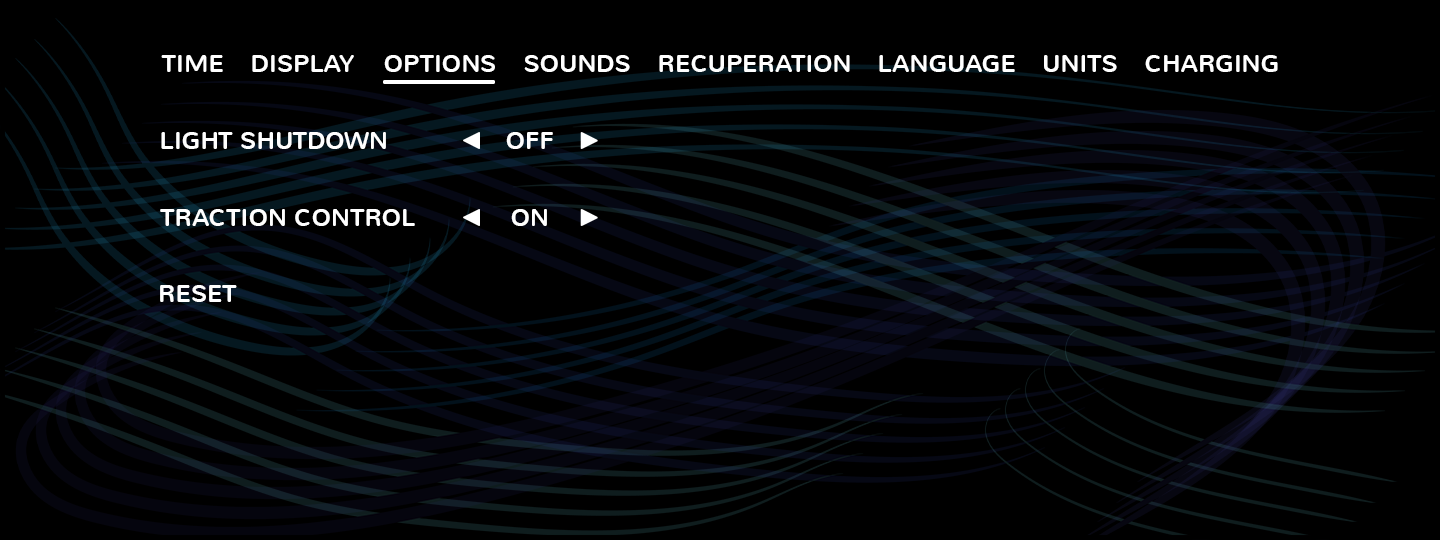 TIME DISPLAY OPTIONS SOUNDS RECUPERATION LANGUAGE UNITS CHARGING
LIGHT SHUTDOWN ◀ OFF ▶
TRACTION CONTROL ◀ ON ▶
RESET